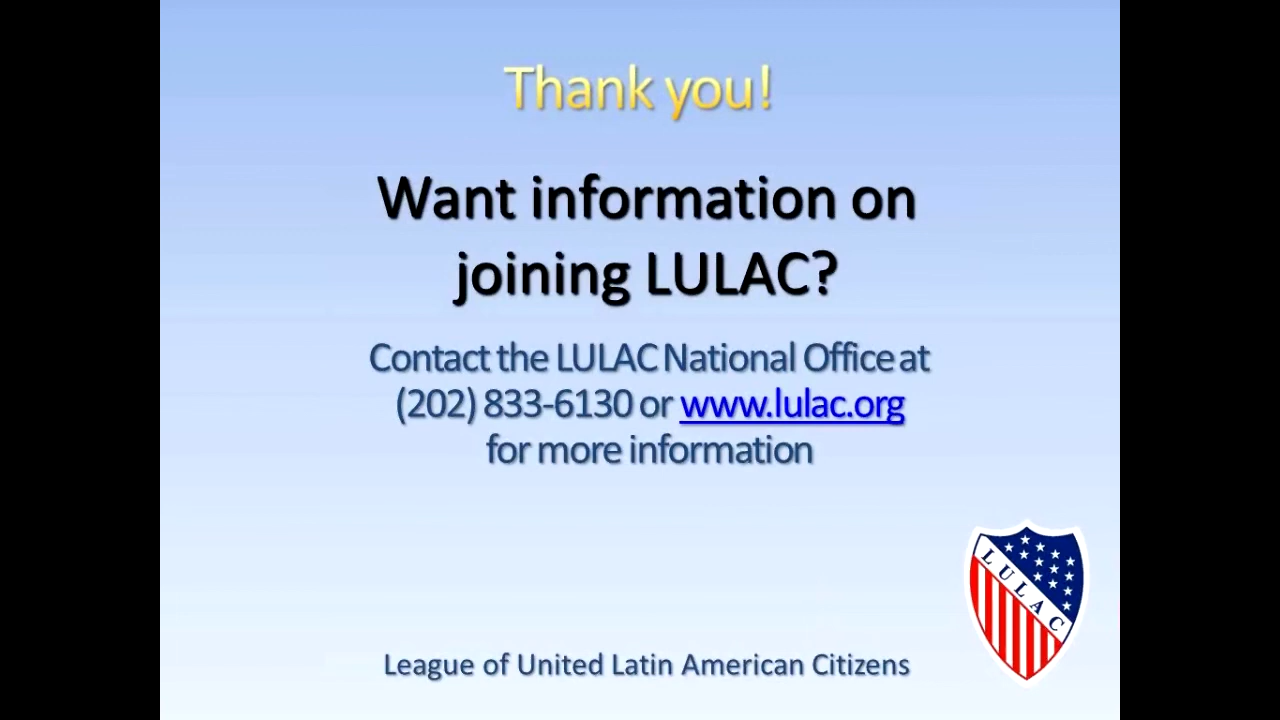 Thank you!
Want information on
joining LULAC?
Contact the LULAC National Office at
(202) 833-6130 or www.lulac.org
for more information
LULAC
League of United Latin American Citizens